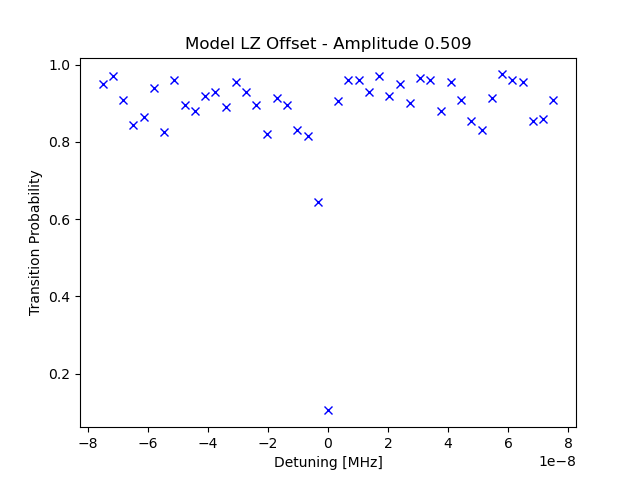 Model LZ Offset - Amplitude 0.509
1.0
0.8
0.6
0.4
0.2
Transition Probability
−8 −6 −4 −2 0 2 4 6 8
1e−8
Detuning [MHz]